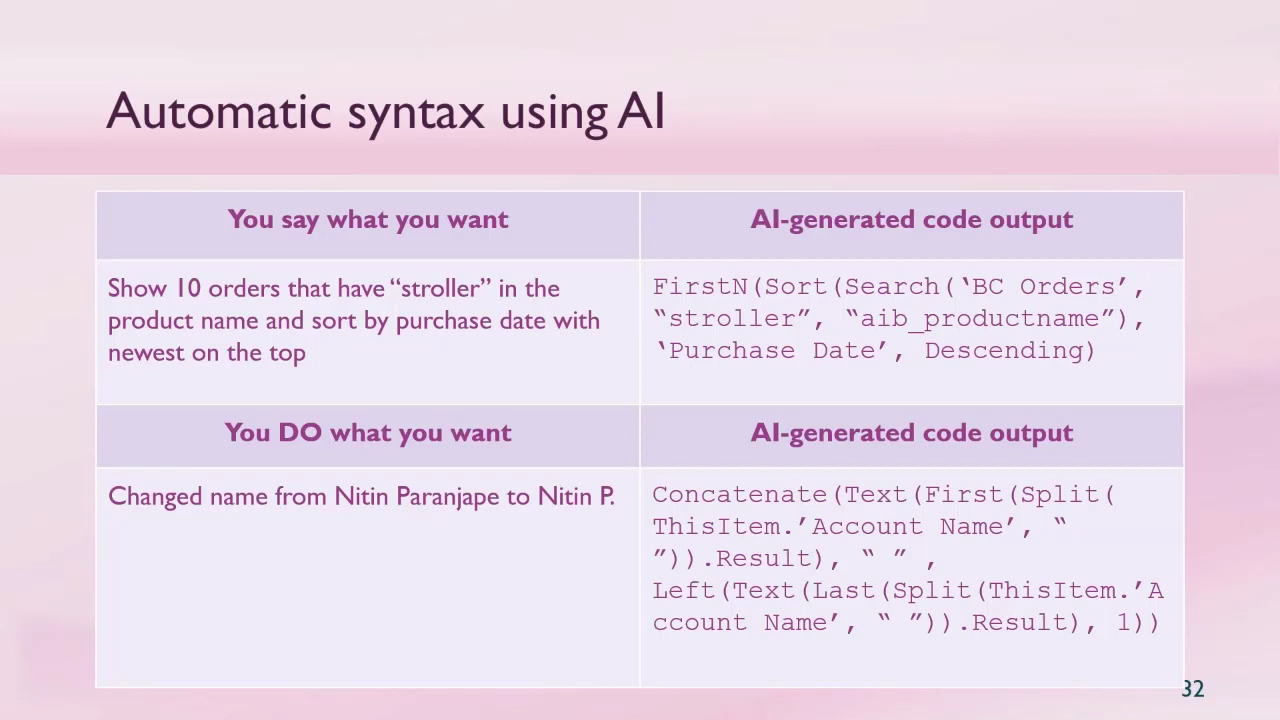 Automatic syntax using AI
You say what you want
AI-generated code output
Show 10 orders that have “stroller” in the
product name and sort by purchase date with
newest on the top
FirstN(Sort(Search(‘BC Orders’,
“stroller”, “aib_productname”),
‘Purchase Date’, Descending)
You DO what you want
AI-generated code output
Changed name from Nitin Paranjape to Nitin P.
Concatenate(Text(First(Split(
ThisItem.’Account Name’, “
”)).Result), “ ” ,
Left(Text(Last(Split(ThisItem.’A
ccount Name’, “ ”)).Result), 1))
32